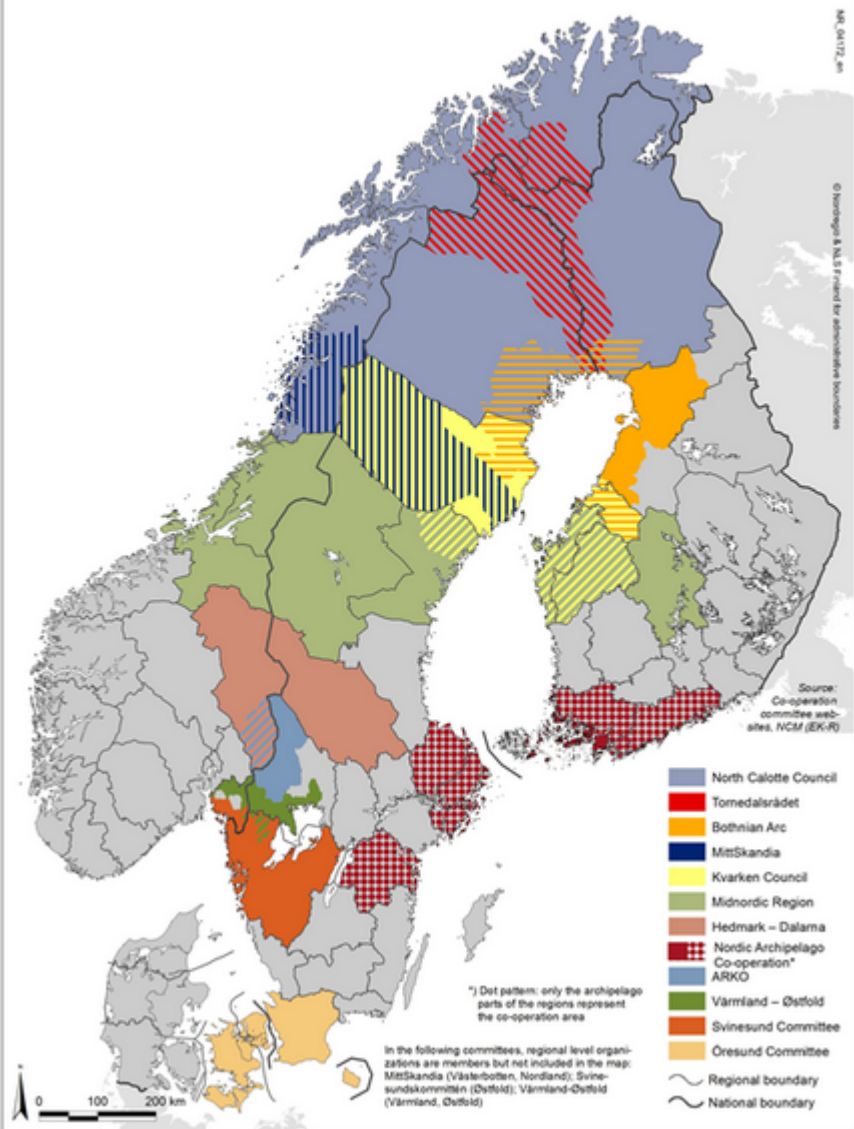 NR_04172_en
© Nordregio & NLS Finland for administrative boundaries
Source:
Co-operation
committee web-
sites, NCM (EK-R)
North Calotte Council
Tornedalsrådet
Bothnian Arc
MittSkandia
Kvarken Council
Midnordic Region
Hedmark – Dalarna
Nordic Archipelago
Co-operation*
ARKO
Värmland – Østfold
Svinesund Committee
Öresund Committee
Regional boundary
National boundary
*) Dot pattern: only the archipelago
parts of the regions represent
the co-operation area
In the following committees, regional level organi-
zations are members but not included in the map:
MittSkandia (Västerbotten, Nordland); Svine-
sundskommittén (Østfold); Värmland-Østfold
(Värmland, Østfold)
0 100 200 km